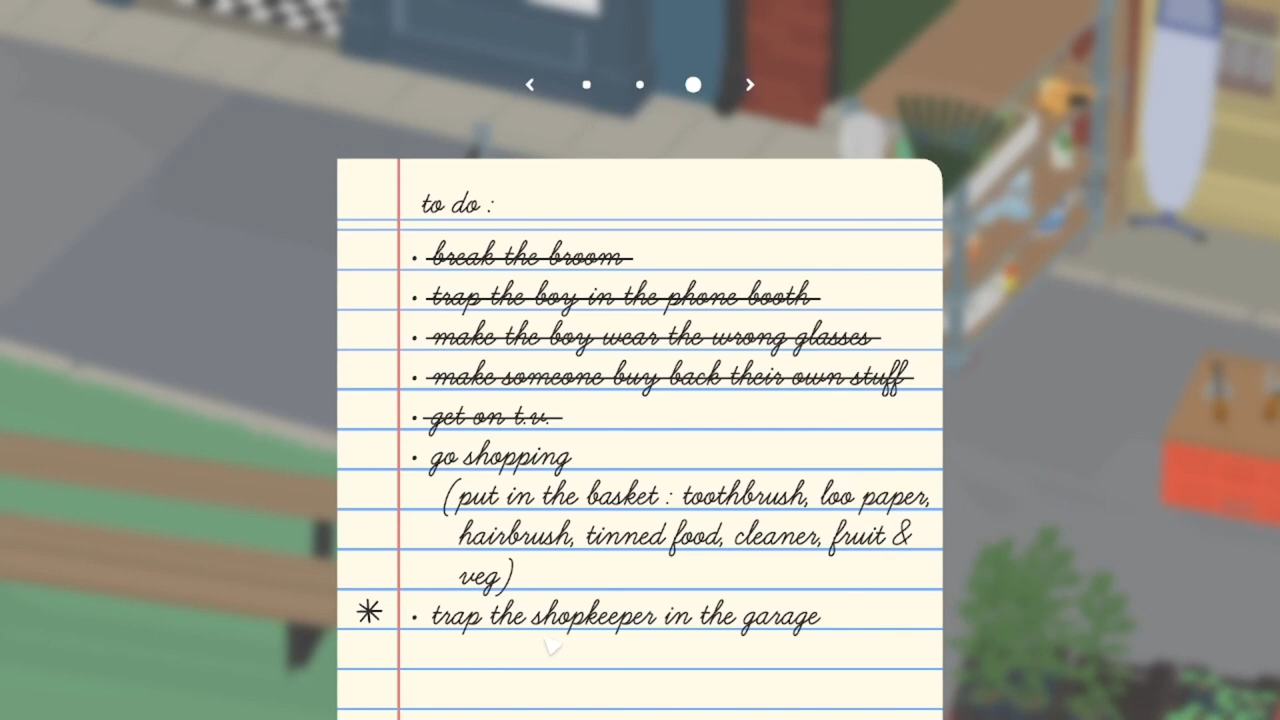 to do :
• break the broom
• trap the boy in the phone booth
• make the boy wear the wrong glasses
• make someone buy back their own stuff
• get on t.v.
• go shopping
(put in the basket : toothbrush, loo paper,
hairbrush, tinned food, cleaner, fruit &
veg)
* • trap the shopkeeper in the garage